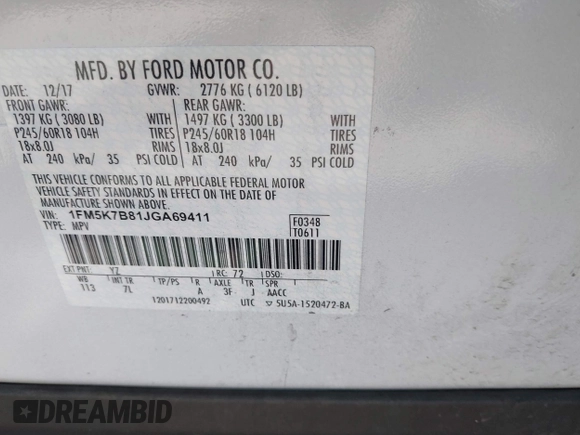 MFD. BY FORD MOTOR CO.
DATE: 12/17 GVWR: 2776 KG ( 6120 LB)
FRONT GAWR: REAR GAWR:
1397 KG ( 3080 LB) WITH 1497 KG ( 3300 LB) WITH
P245/60R18 104H TIRES P245/60R18 104H TIRES
18x8.0J RIMS 18x8.0J RIMS
AT 240 kPa/ 35 PSI COLD AT 240 kPa/ 35 PSI COLD
THIS VEHICLE CONFORMS TO ALL APPLICABLE FEDERAL MOTOR
VEHICLE SAFETY STANDARDS IN EFFECT ON THE DATE OF
MANUFACTURE SHOWN ABOVE.
VIN: 1FM5K7B81JGA69411
TYPE: MPV
F0348
T0611
EXT PNT: YZ RC: 72 DSO:
WB INT TR TP/PS R AXLE TR SPR
113 7L A 3F J AACC
1201712200492 UTC 5U5A-1520472-BA
DREAMBID